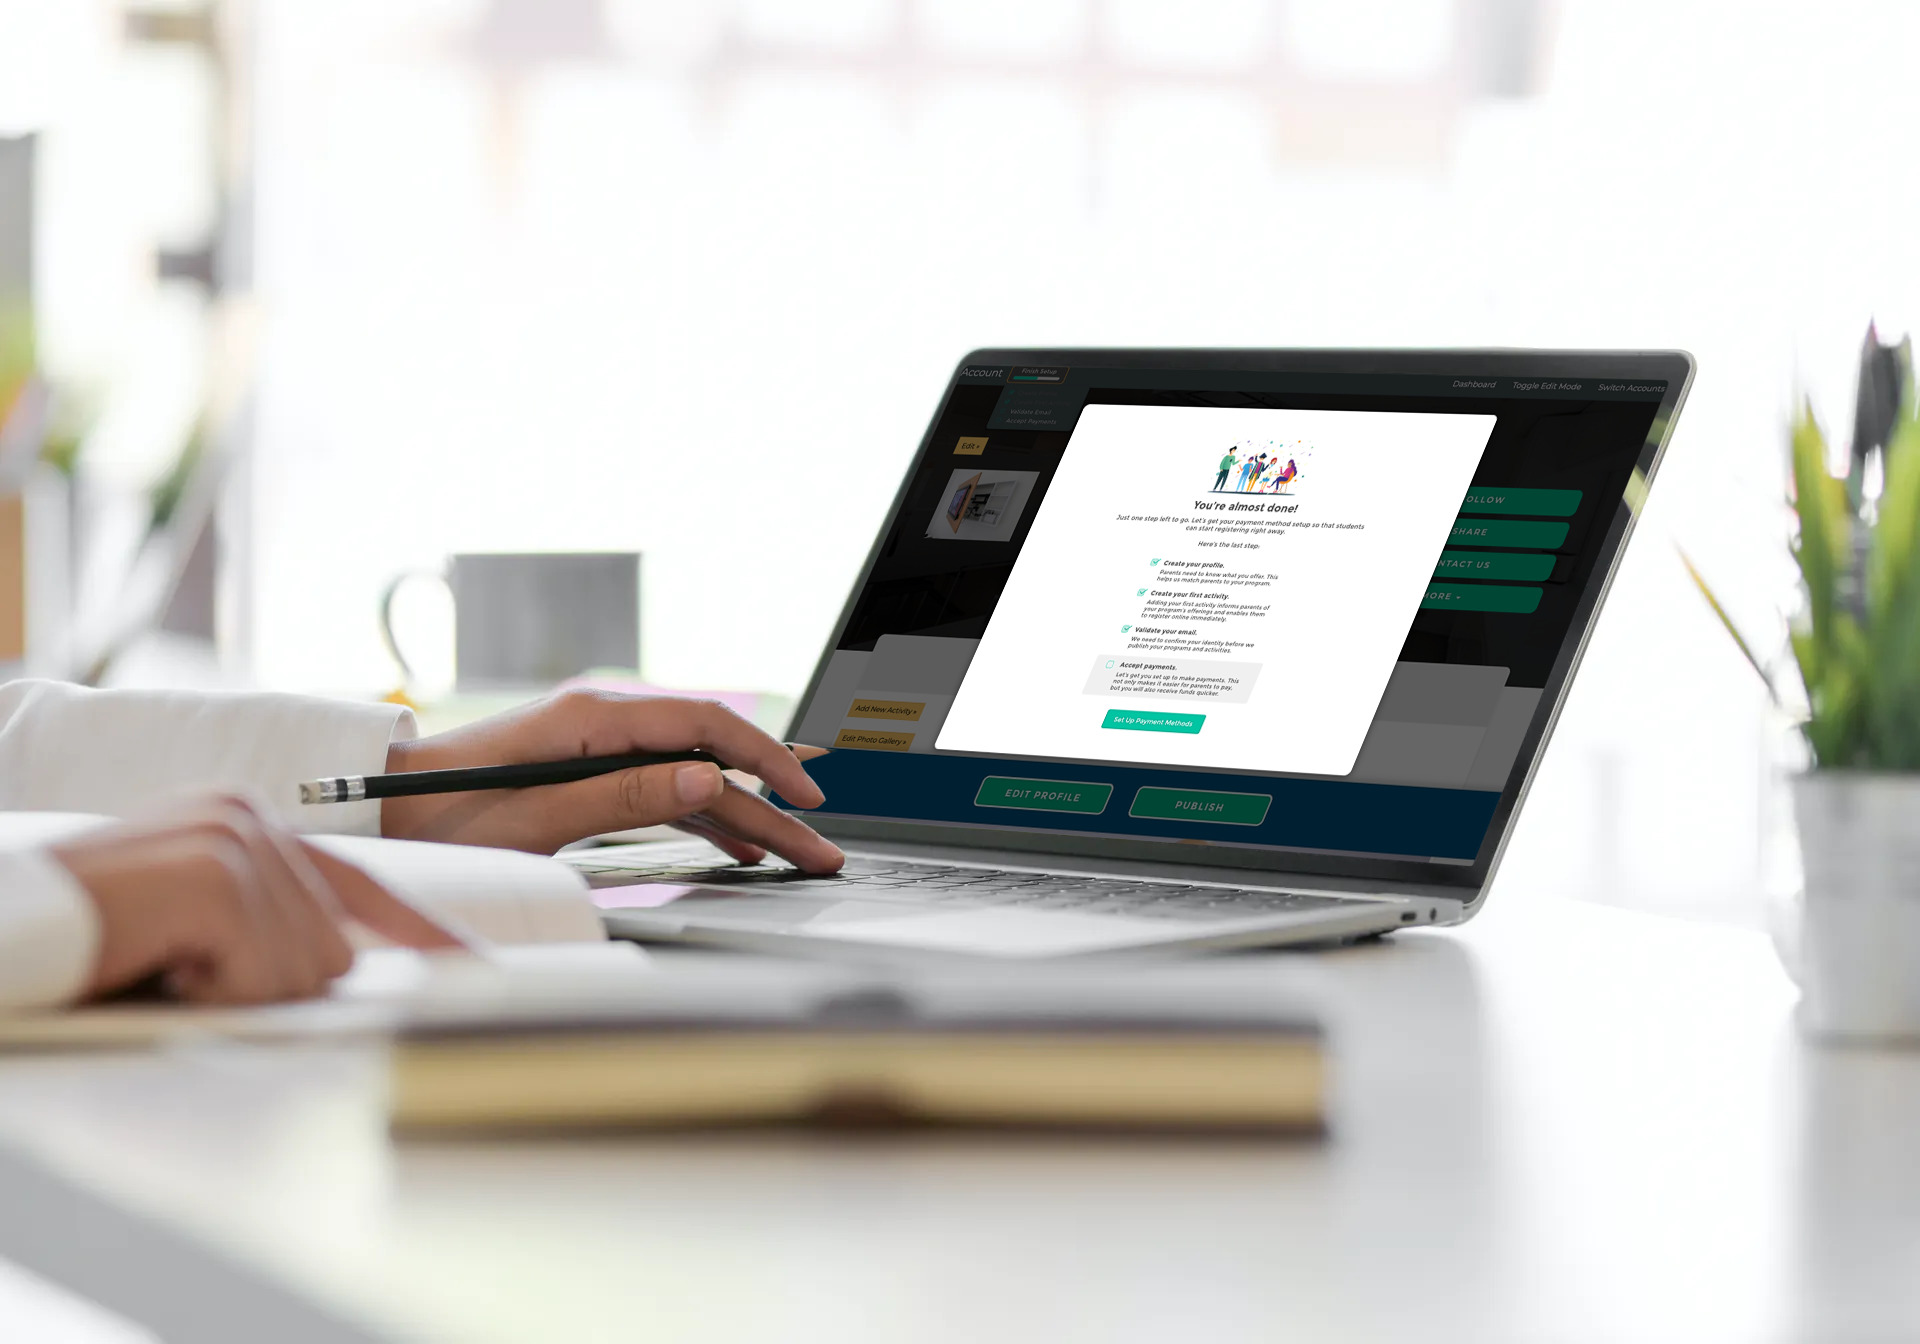 Account
Finish Setup
Dashboard
Toggle Edit Mode
Switch Accounts
Validate Email
Accept Payments
Edit »
OLLOW
SHARE
NTACT US
MORE
You're almost done!
Just one step left to go. Let's get your payment method setup so that students
can start registering right away.
Here's the last step:
Create your profile.
Parents need to know what you offer. This
helps us match parents to your program.
Create your first activity.
Adding your first activity informs parents of
your program's offerings and enables them
to register online immediately.
Validate your email.
We need to confirm your identity before we
publish your programs and activities.
Accept payments.
Let's get you set up to make payments. This
not only makes it easier for parents to pay,
but you will also receive funds quicker.
Set Up Payment Methods
Add New Activity »
Edit Photo Gallery »
EDIT PROFILE
PUBLISH